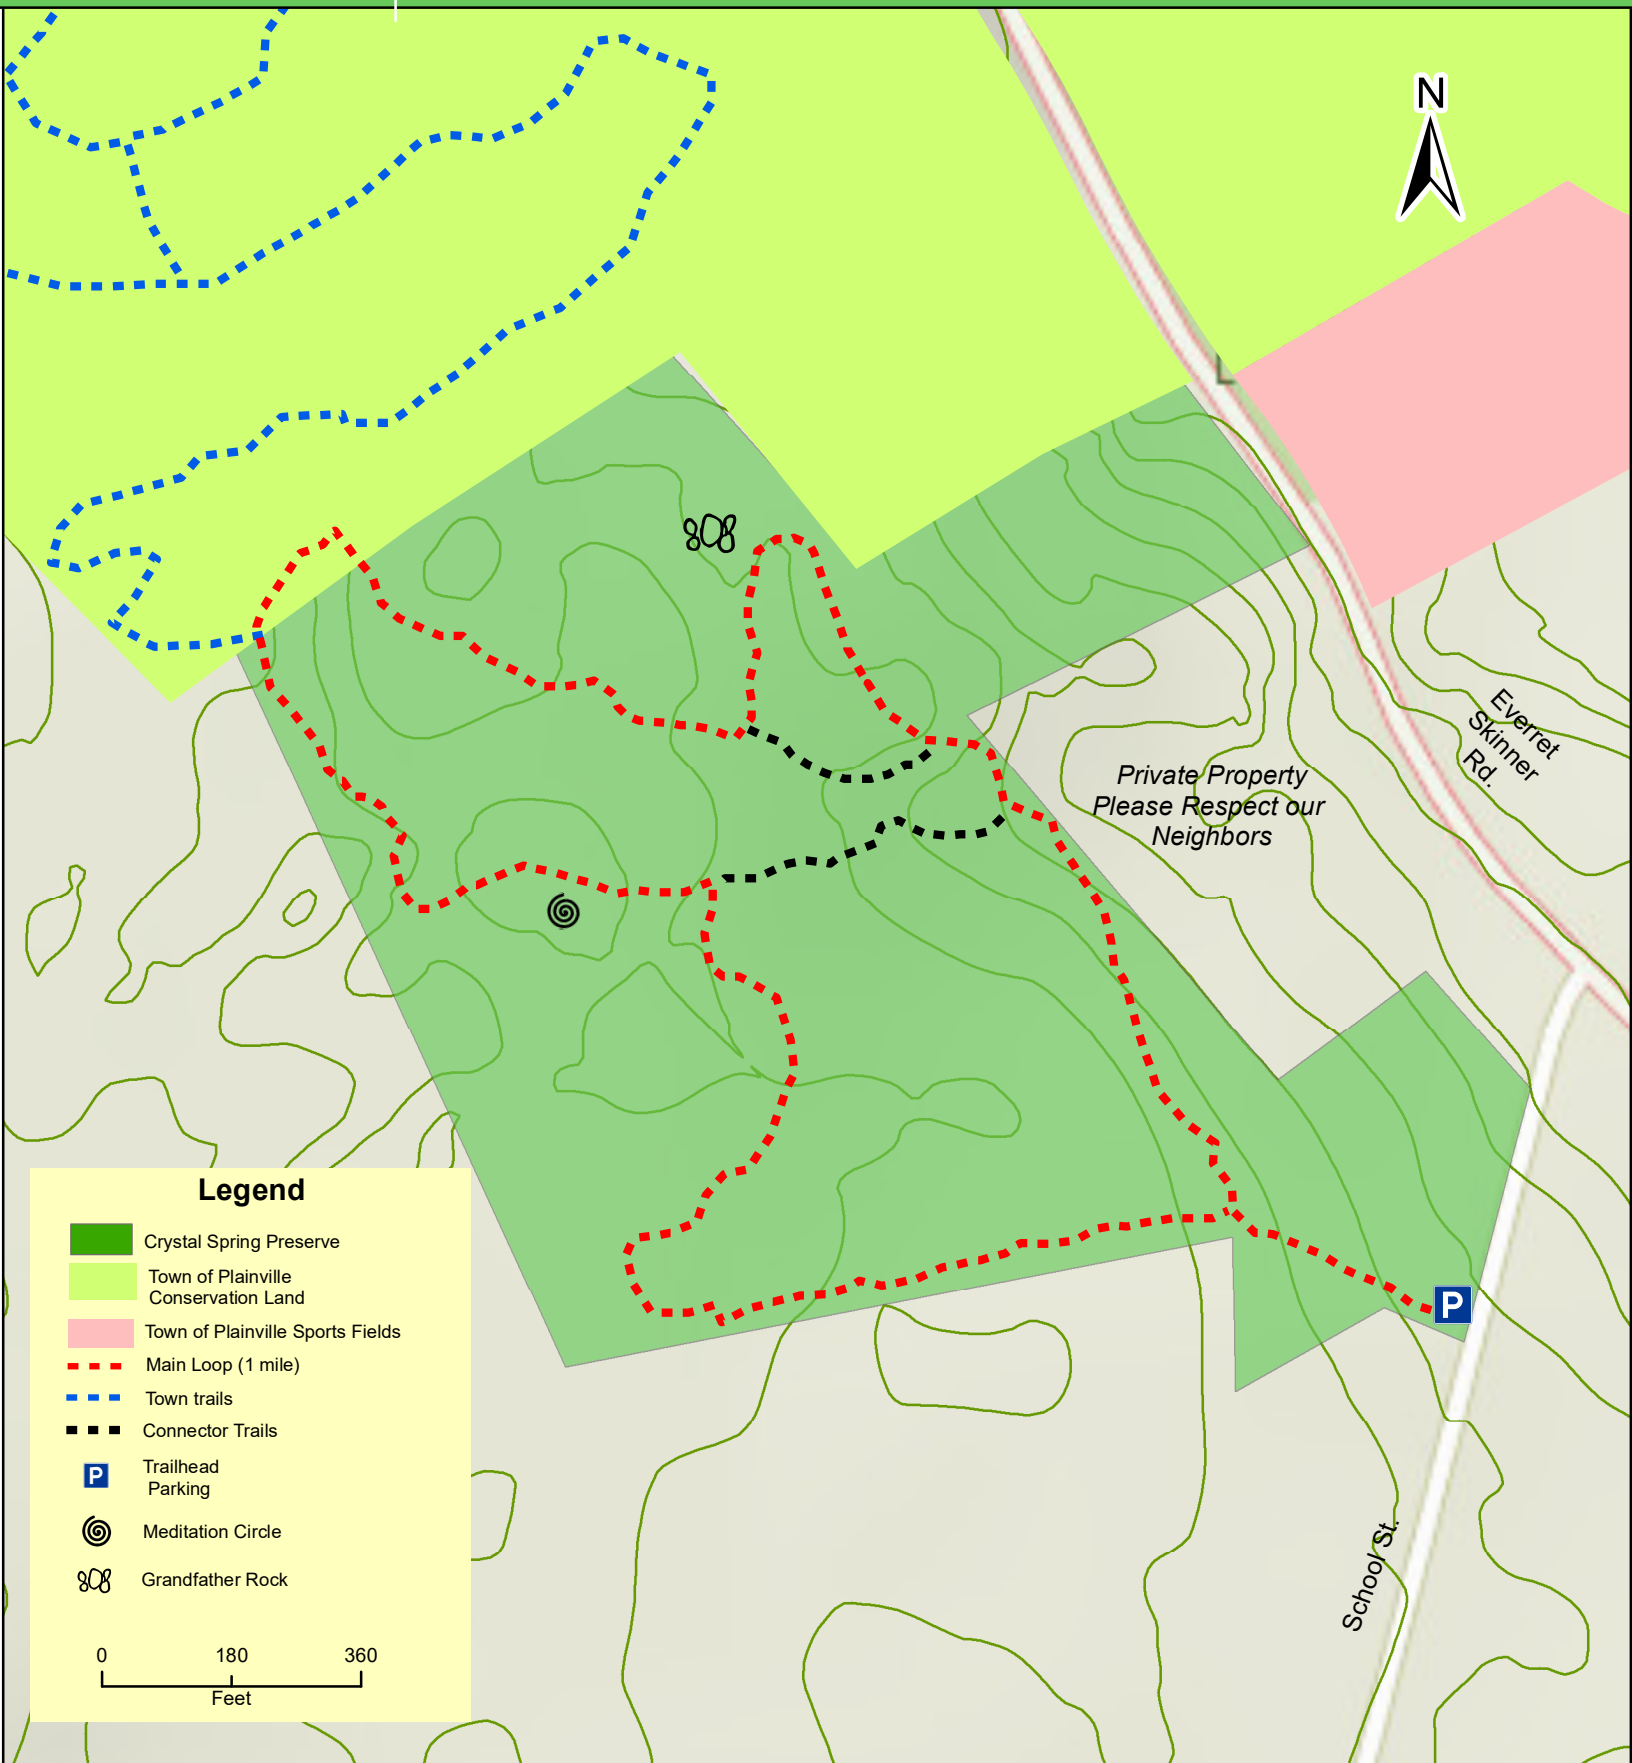 N
Everret
Skinner
Rd.
Private Property
Please Respect our
Neighbors
P
School St.
Legend
Crystal Spring Preserve
Town of Plainville
Conservation Land
Town of Plainville Sports Fields
Main Loop (1 mile)
Town trails
Connector Trails
P
Trailhead
Parking
Meditation Circle
Grandfather Rock
0 180 360
Feet